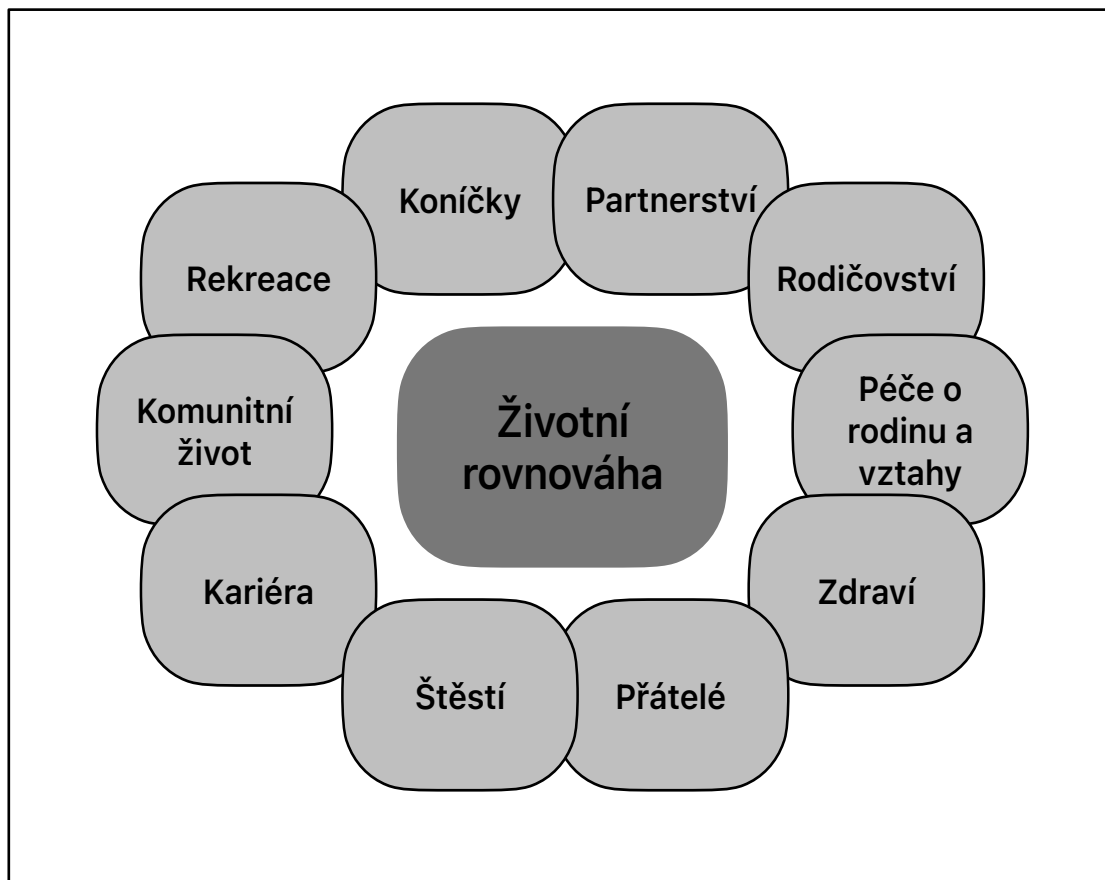 Koníčky
Partnerství
Rekreace
Rodičovství
Komunitní
život
Životní
rovnováha
Péče o
rodinu a
vztahy
Kariéra
Zdraví
Štěstí
Přátelé